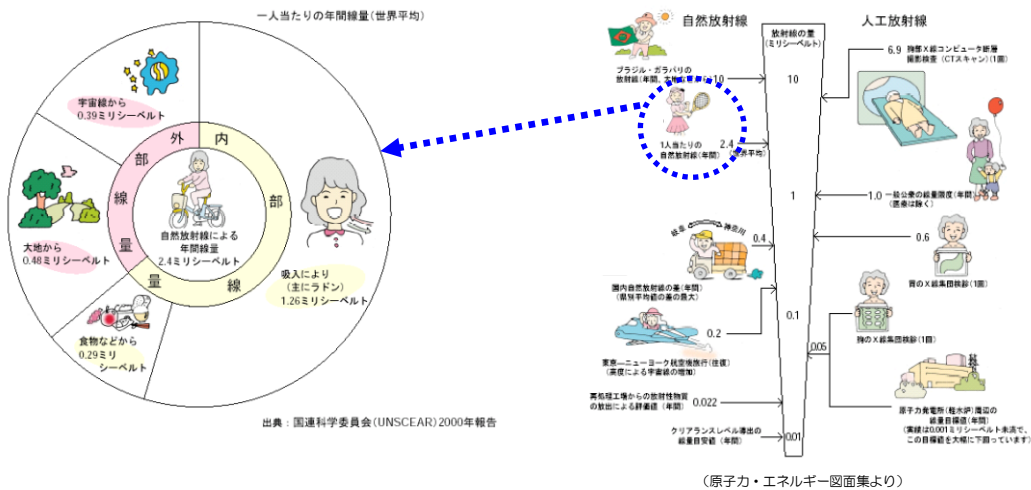 一人当たりの年間線量(世界平均)
宇宙線から
0.39ミリシーベルト
外
内
部
部
線
線
量
量
自然放射線による
年間線量
2.4ミリシーベルト
大地から
0.48ミリシーベルト
吸入により
(主にラドン)
1.26ミリシーベルト
食物などから
0.29ミリ
シーベルト
出典:国連科学委員会(UNSCEAR)2000年報告
自然放射線
放射線の量
(ミリシーベルト)
人工放射線
ブラジル・ガラパリの
放射線(年間、
10
10
1人当たりの
自然放射線(年間)
2.4
(世界平均)
6.9 胸部X線コンピュータ断層
撮影検査(CTスキャン)(1回)
1
1.0 一般公衆の線量限度(年間)
(医療は除く)
岐阜
神奈川
0.4
国内自然放射線の差(年間)
(県別平均値の差の最大)
0.6
胃のX線集団検診(1回)
0.1
0.2
東京―ニューヨーク航空機旅行(往復)
(高度による宇宙線の増加)
0.05
胸のX線集団検診(1回)
再処理工場からの放射性物質
の放出による評価値(年間)
0.022
原子力発電所(軽水炉)周辺の
線量目標値(年間)
(実績は0.001ミリシーベルト未満で、
この目標値を大幅に下回っています)
クリアランスレベル導出の
線量目安値(年間)
0.01
(原子力・エネルギー図面集より)